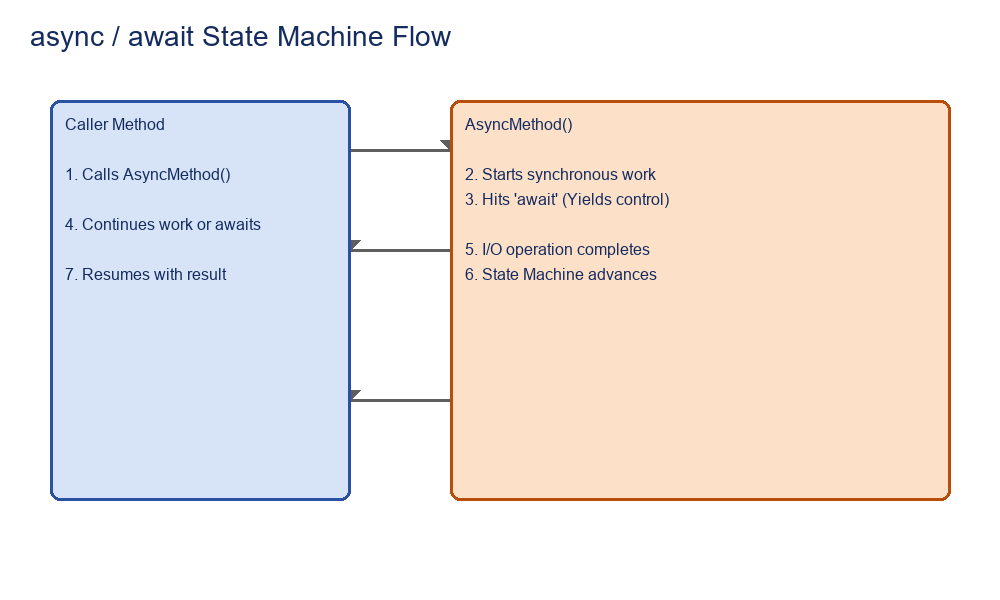 async / await State Machine Flow
Caller Method
1. Calls AsyncMethod()
4. Continues work or awaits
7. Resumes with result
AsyncMethod()
2. Starts synchronous work
3. Hits 'await' (Yields control)
5. I/O operation completes
6. State Machine advances